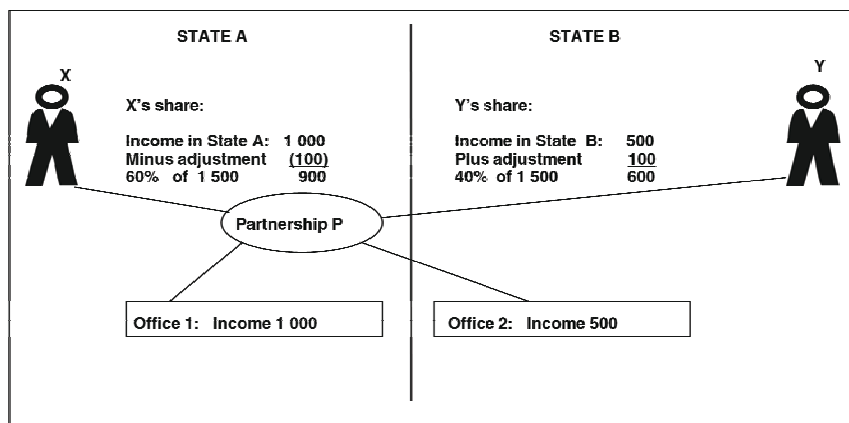 STATE A
STATE B
X
Y
X's share:
Income in State A: 1 000
Minus adjustment (100)
60% of 1 500 900
Y's share:
Income in State B: 500
Plus adjustment 100
40% of 1 500 600
Partnership P
Office 1: Income 1 000
Office 2: Income 500